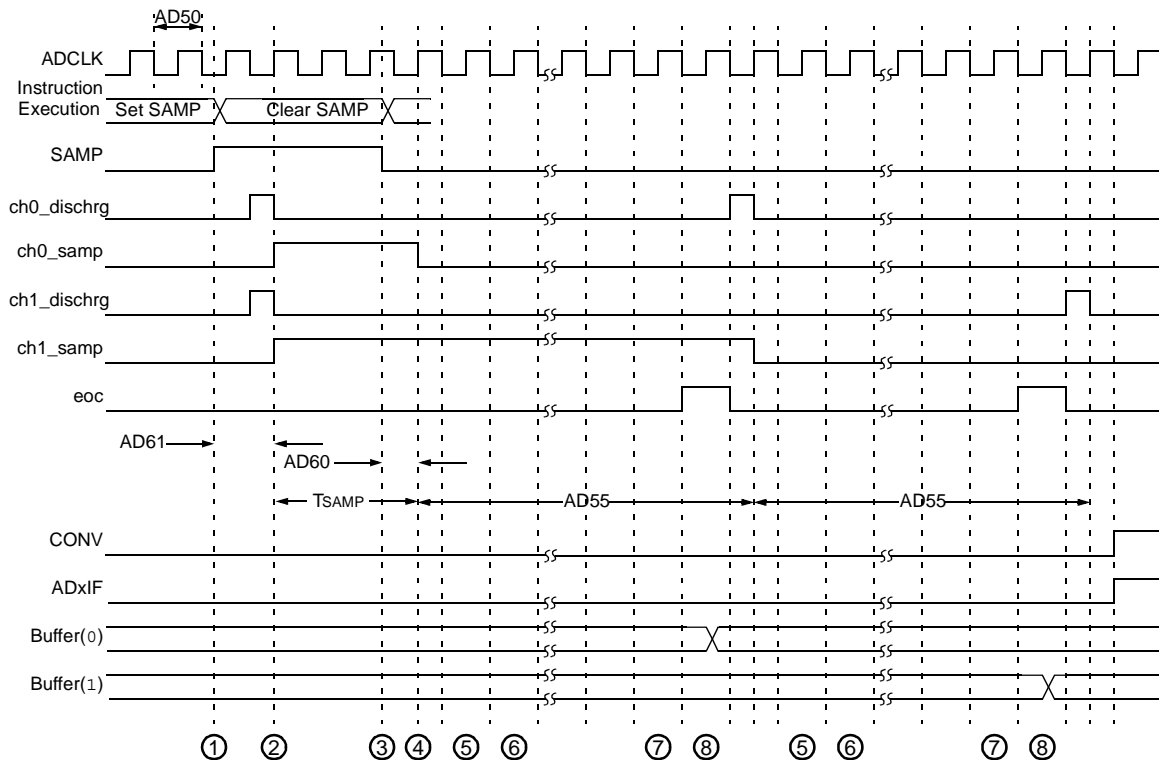 AD50
ADCLK
Instruction
Execution
Set SAMP
Clear SAMP
SAMP
ch0_dischrg
ch0_samp
ch1_dischrg
ch1_samp
eoc
AD61
AD60
TSAMP
AD55
AD55
CONV
ADxIF
Buffer(0)
Buffer(1)
1 2 3 4 5 6 7 8 5 6 7 8